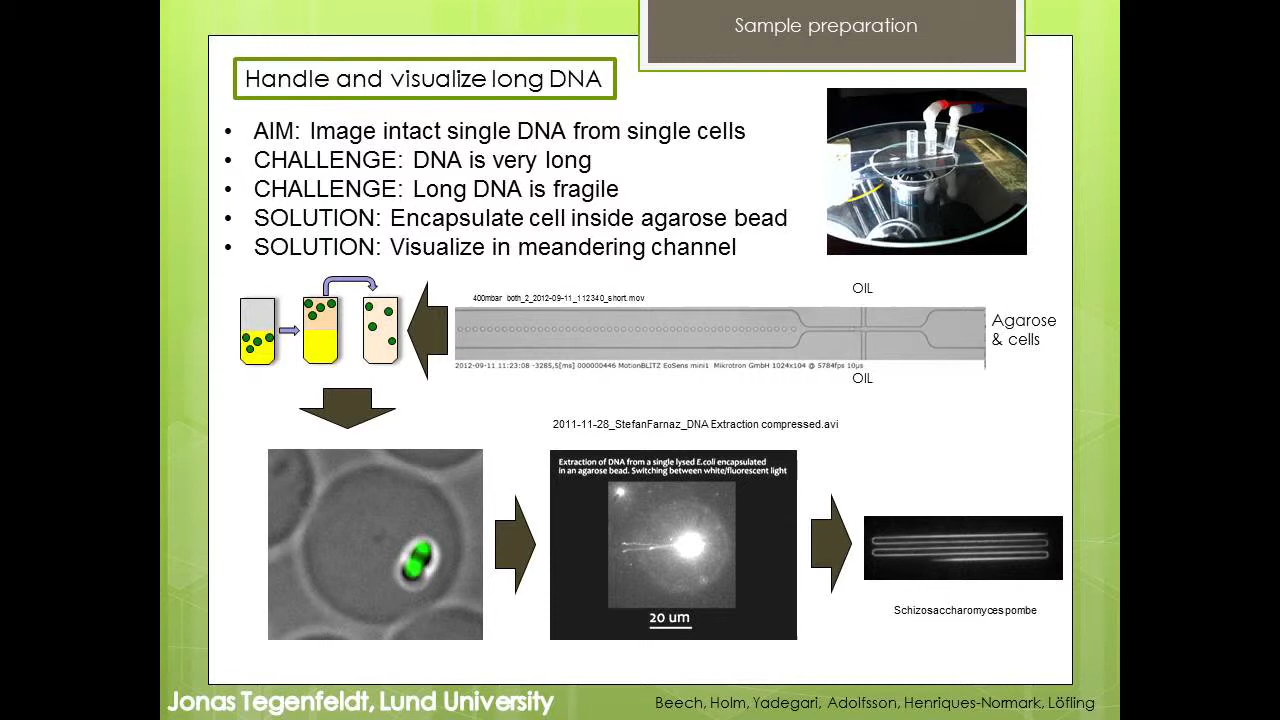 Sample preparation
Handle and visualize long DNA
• AIM: Image intact single DNA from single cells
• CHALLENGE: DNA is very long
• CHALLENGE: Long DNA is fragile
• SOLUTION: Encapsulate cell inside agarose bead
• SOLUTION: Visualize in meandering channel
OIL
400mbar both_2_2012-09-11_112340_short.mov
Agarose
& cells
2012-09-11 11:23:08 -3285,5[ms] 000000446 MotionBLITZ EoSens mini1 Mikrotron GmbH 1024x104 @ 5784fps 10µs
OIL
2011-11-28_StefanFarnaz_DNA Extraction compressed.avi
Extraction of DNA from a single lysed E.coli encapsulated
in an agarose bead. Switching between white/fluorescent light
20 um
Schizosaccharomyces pombe
Jonas Tegenfeldt, Lund University
Beech, Holm, Yadegari, Adolfsson, Henriques-Normark, Löfling